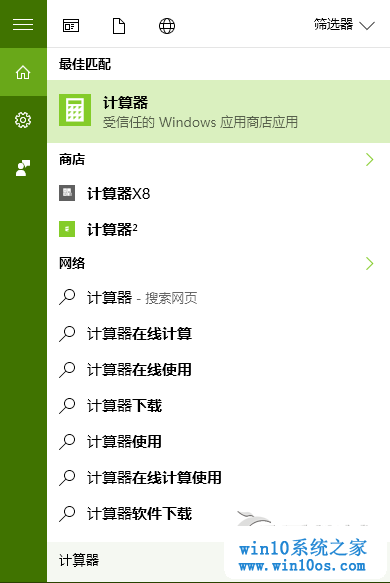 筛选器
最佳匹配
计算器
受信任的 Windows 应用商店应用
商店
计算器X8
计算器²
网络
计算器 - 搜索网页
计算器在线计算
计算器在线使用
计算器下载
计算器使用
计算器在线计算使用
计算器软件下载
计算器
win10系统之家
www.win10os.com